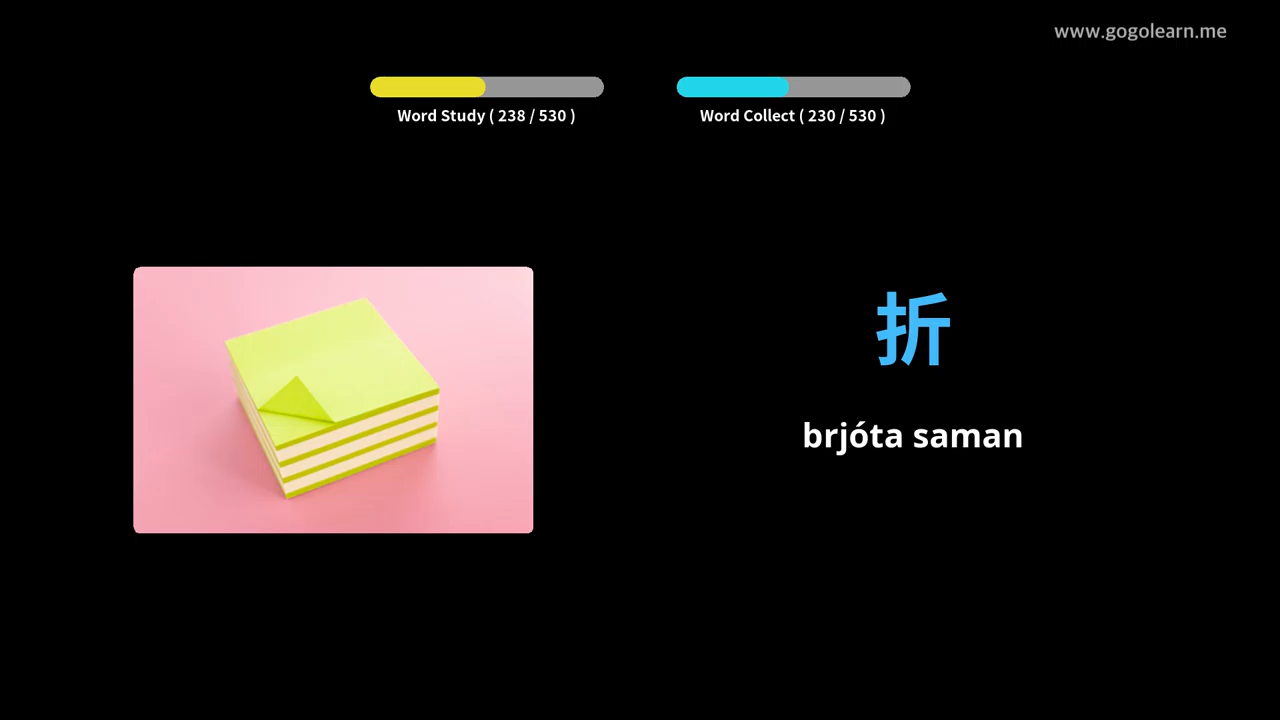 www.gogolearn.me
Word Study ( 238 / 530 )
Word Collect ( 230 / 530 )
折
brjóta saman